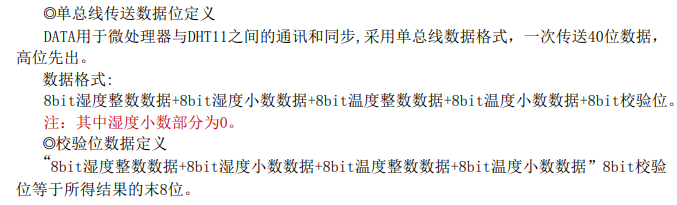 ◎单总线传送数据位定义
DATA用于微处理器与DHT11之间的通讯和同步,采用单总线数据格式，一次传送40位数据，
高位先出。
数据格式:
8bit湿度整数数据+8bit湿度小数数据+8bit温度整数数据+8bit温度小数数据+8bit校验位。
注：其中湿度小数部分为0。
◎校验位数据定义
“8bit湿度整数数据+8bit湿度小数数据+8bit温度整数数据+8bit温度小数数据”8bit校验
位等于所得结果的末8位。